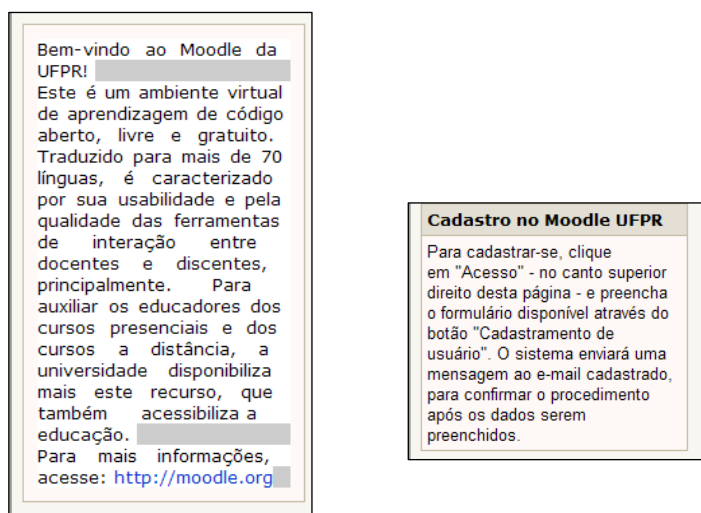 Bem-vindo ao Moodle da
UFPR!
Este é um ambiente virtual
de aprendizagem de código
aberto, livre e gratuito.
Traduzido para mais de 70
línguas, é caracterizado
por sua usabilidade e pela
qualidade das ferramentas
de interação entre
docentes e discentes,
principalmente. Para
auxiliar os educadores dos
cursos presenciais e dos
cursos a distância, a
universidade disponibiliza
mais este recurso, que
também acessibiliza a
educação.
Para mais informações,
acesse: http://moodle.org
Cadastro no Moodle UFPR
Para cadastrar-se, clique
em "Acesso" - no canto superior
direito desta página - e preencha
o formulário disponível através do
botão "Cadastramento de
usuário". O sistema enviará uma
mensagem ao e-mail cadastrado,
para confirmar o procedimento
após os dados serem
preenchidos.